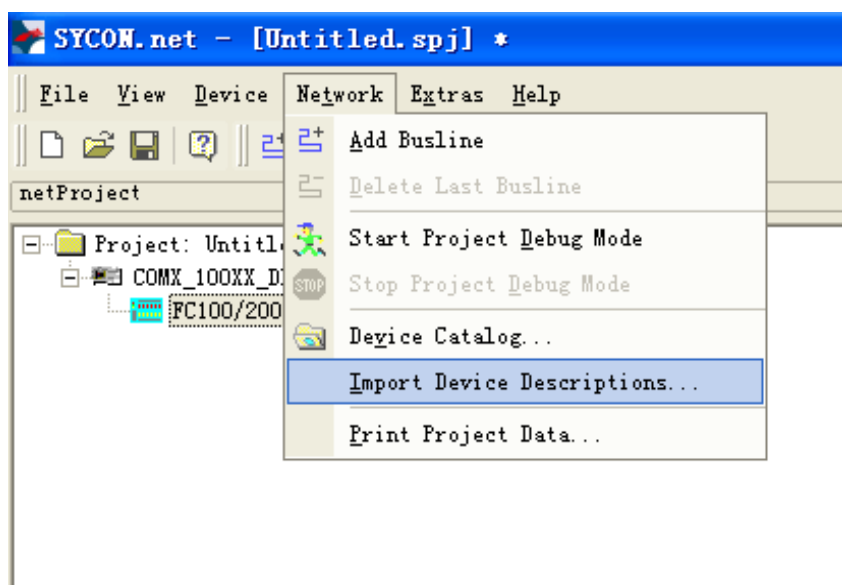 SYCON.net - [Untitled.spj] *
File View Device Network Extras Help
Add Busline
Delete Last Busline
Start Project Debug Mode
Stop Project Debug Mode
Device Catalog...
Import Device Descriptions...
Print Project Data...
netProject
Project: Untitl
COMX_100XX_D
FC100/200
STOP